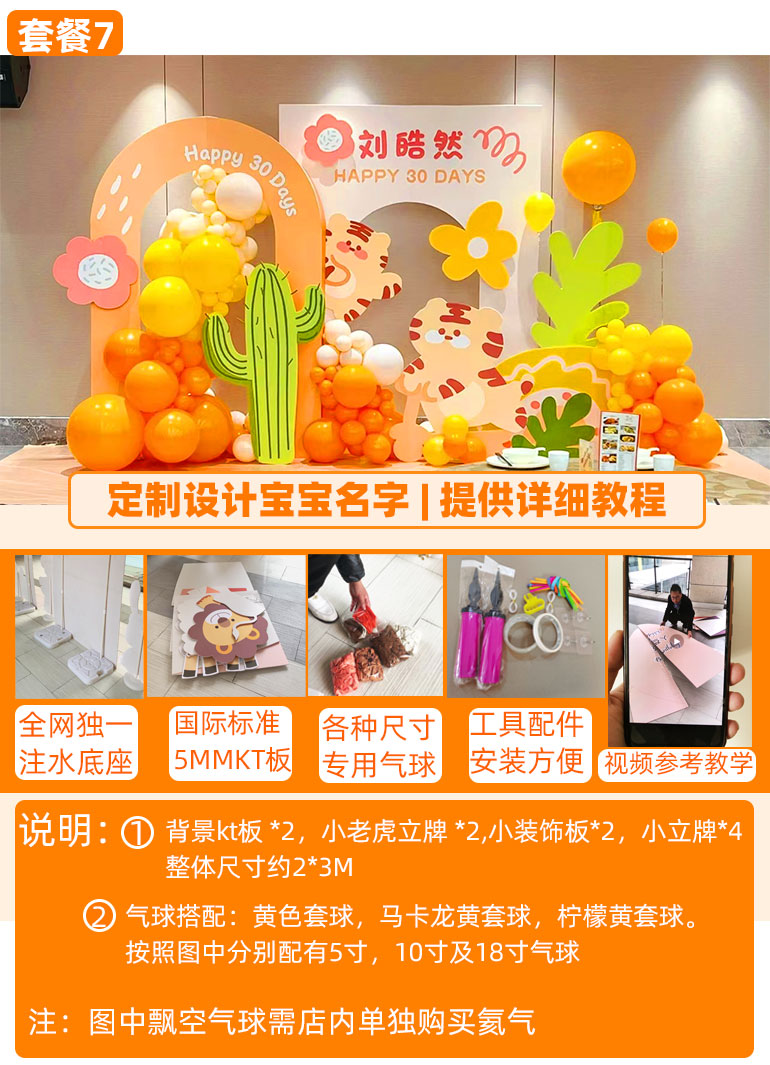 套餐7
Happy 30 Days
刘皓然
HAPPY 30 DAYS
定制设计宝宝名字 | 提供详细教程
全网独一
注水底座
国际标准
5MMKT板
各种尺寸
专用气球
工具配件
安装方便
视频参考教学
说明：① 背景kt板 *2，小老虎立牌 *2,小装饰板*2，小立牌*4
整体尺寸约2*3M
② 气球搭配：黄色套球，马卡龙黄套球，柠檬黄套球。
按照图中分别配有5寸，10寸及18寸气球
注：图中飘空气球需店内单独购买氦气